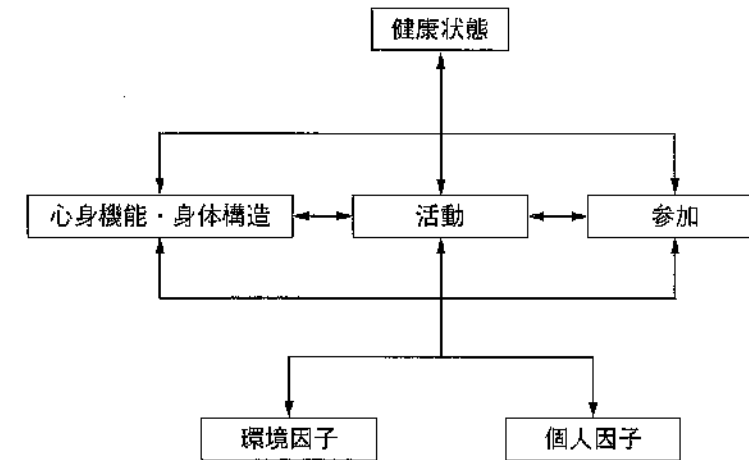 健康状態
心身機能・身体構造
活動
参加
環境因子
個人因子